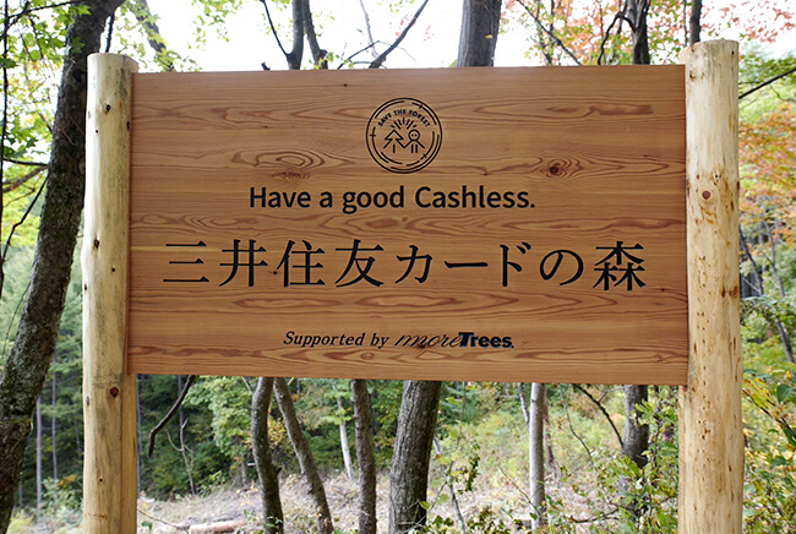 SAVE THE FOREST
Have a good Cashless.
三井住友カードの森
Supported by more Trees.